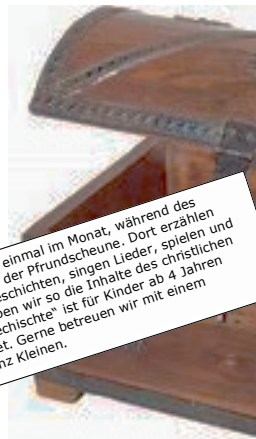 einmal im Monat, während des
der Pfrundscheune. Dort erzählen
schichten, singen Lieder, spielen und
ben wir so die Inhalte des christlichen
chischte" ist für Kinder ab 4 Jahren
et. Gerne betreuen wir mit einem
nz Kleinen.